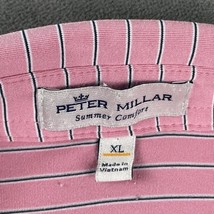 PETER MILLAR
Summer Comfort
XL
Made in
Vietnam